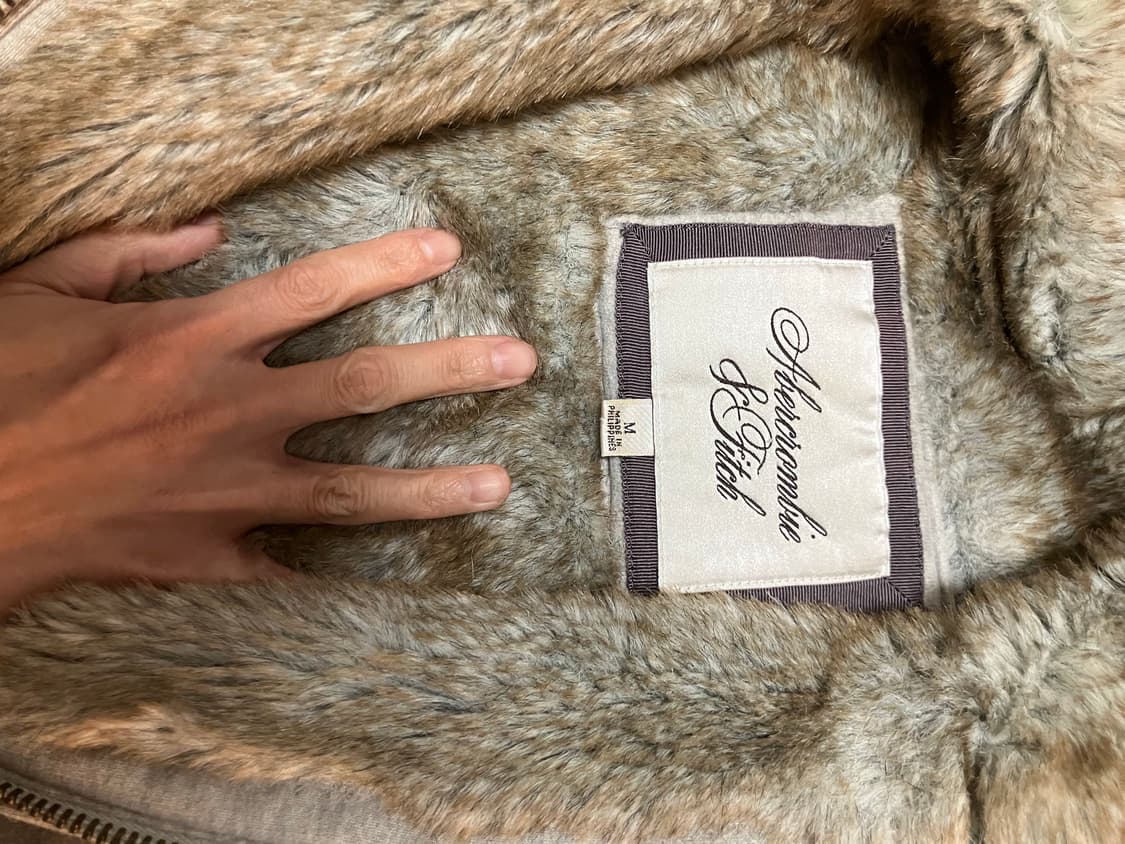 Abercrombie
& Fitch
M
MADE IN
PHILIPPINES